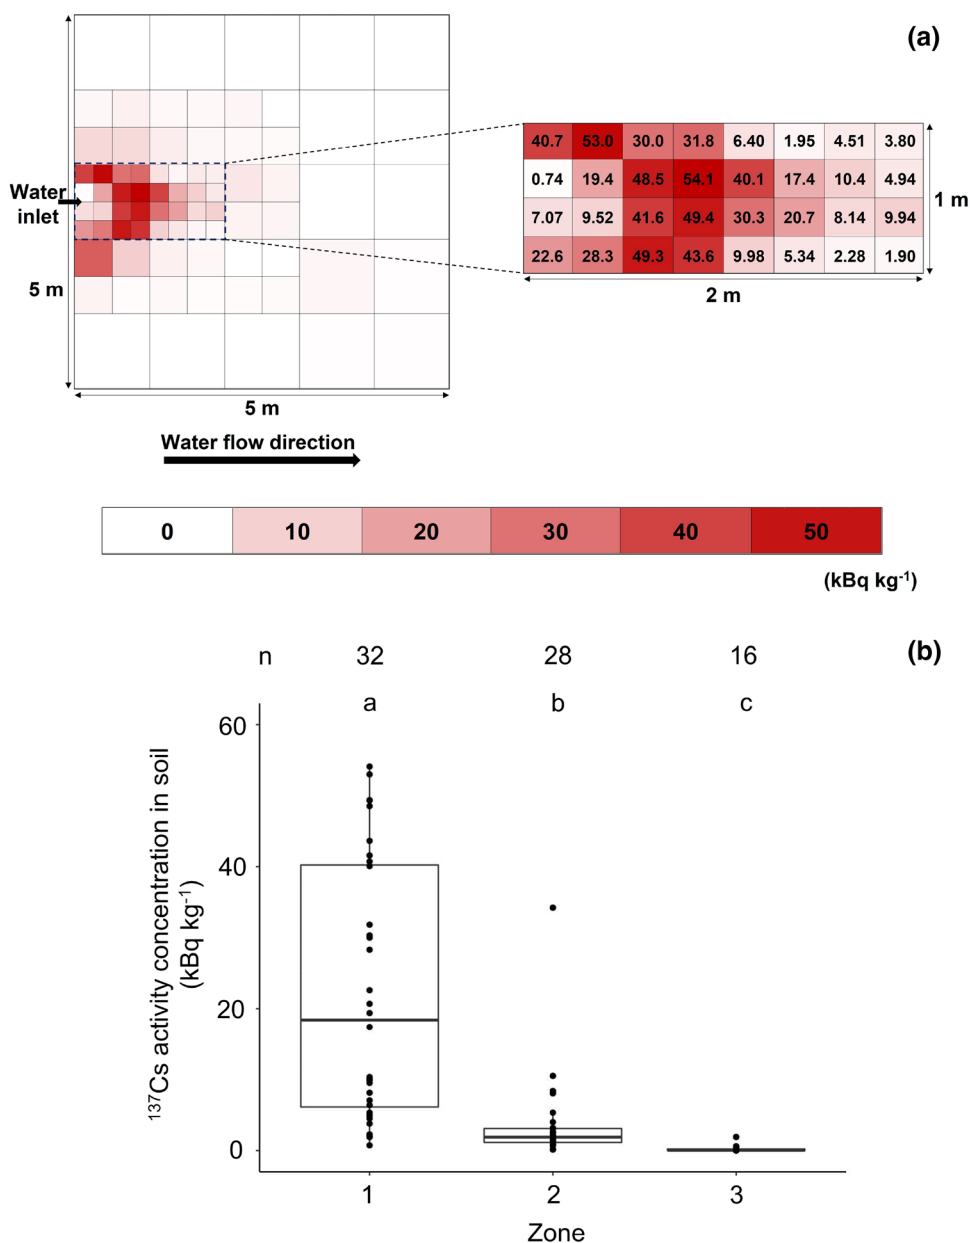 (a)
40.7 53.0 30.0 31.8 6.40 1.95 4.51 3.80
0.74 19.4 48.5 54.1 40.1 17.4 10.4 4.94
7.07 9.52 41.6 49.4 30.3 20.7 8.14 9.94
22.6 28.3 49.3 43.6 9.98 5.34 2.28 1.90
1 m
2 m
Water
inlet
5 m
5 m
Water flow direction
0 10 20 30 40 50
(kBq kg⁻¹)
(b)
n 32 28 16
a b c
¹³⁷Cs activity concentration in soil
(kBq kg⁻¹)
60
40
20
0
1 2 3
Zone